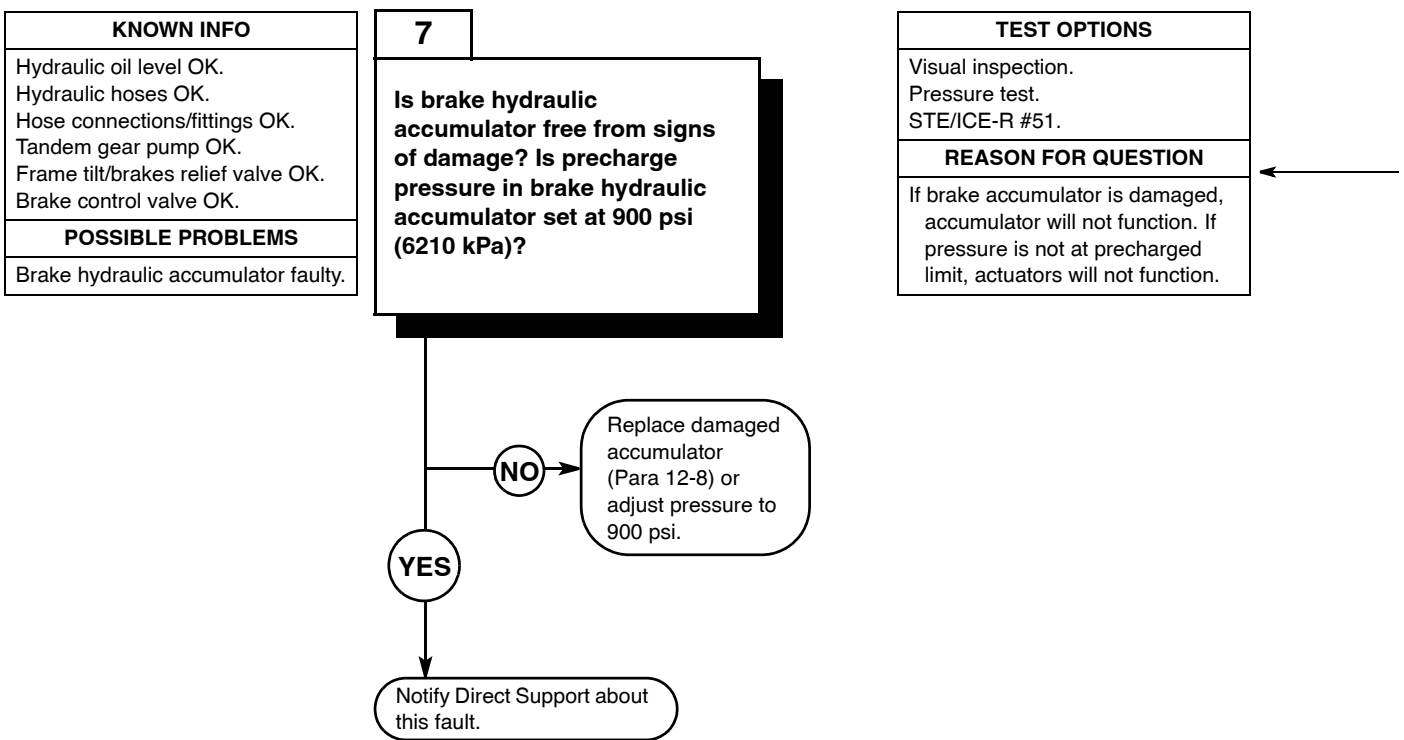 KNOWN INFO
Hydraulic oil level OK.
Hydraulic hoses OK.
Hose connections/fittings OK.
Tandem gear pump OK.
Frame tilt/brakes relief valve OK.
Brake control valve OK.
POSSIBLE PROBLEMS
Brake hydraulic accumulator faulty.
7
Is brake hydraulic
accumulator free from signs
of damage? Is precharge
pressure in brake hydraulic
accumulator set at 900 psi
(6210 kPa)?
TEST OPTIONS
Visual inspection.
Pressure test.
STE/ICE-R #51.
REASON FOR QUESTION
If brake accumulator is damaged,
accumulator will not function. If
pressure is not at precharged
limit, actuators will not function.
NO
Replace damaged
accumulator
(Para 12-8) or
adjust pressure to
900 psi.
YES
Notify Direct Support about
this fault.